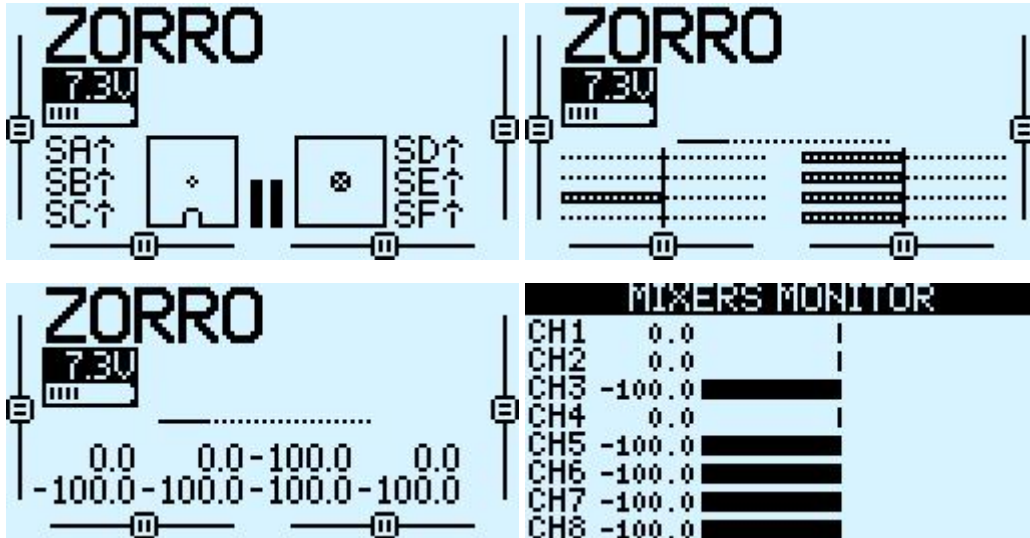 ZORRO
7.3V
SA↑ SD↑
SB↑ SE↑
SC↑ SF↑
ZORRO
7.3V
ZORRO
7.3V
0.0 0.0 -100.0 0.0
-100.0 -100.0 -100.0 -100.0
MIXERS MONITOR
CH1 0.0
CH2 0.0
CH3 -100.0
CH4 0.0
CH5 -100.0
CH6 -100.0
CH7 -100.0
CH8 -100.0